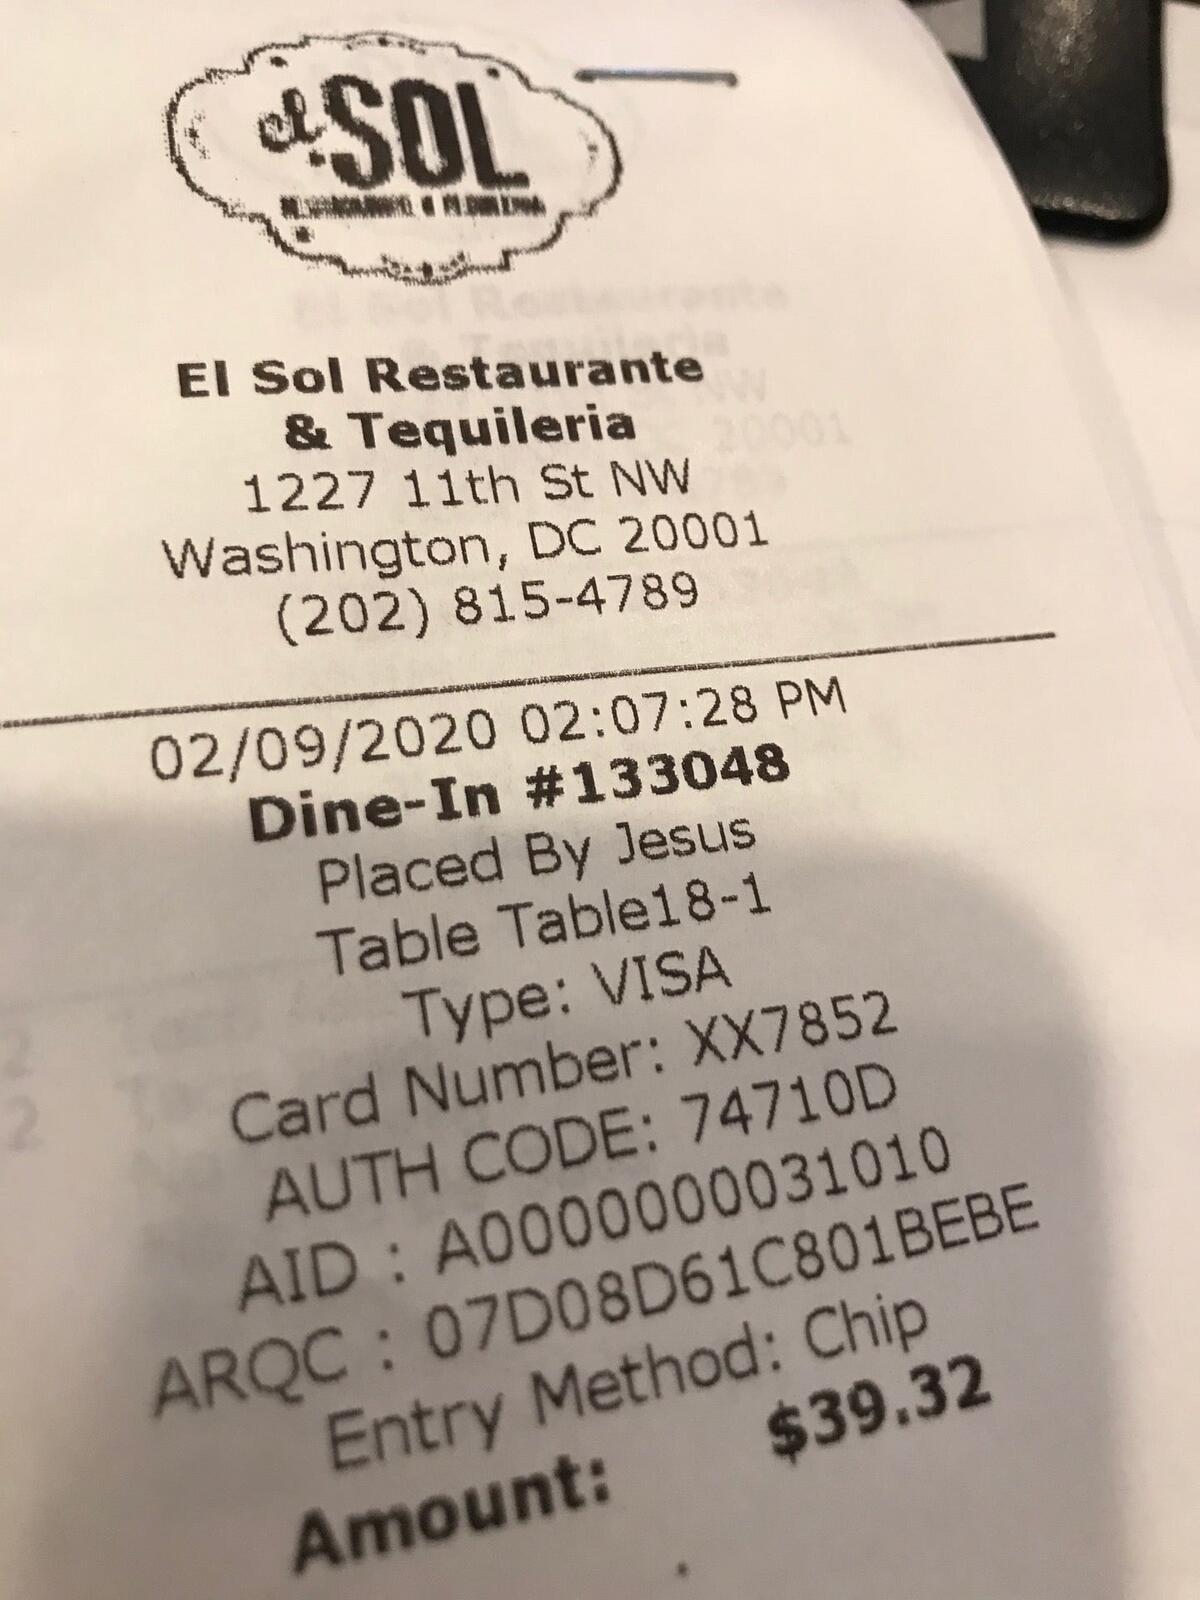 el SOL
El Sol Restaurante
& Tequileria
1227 11th St NW
Washington, DC 20001
(202) 815-4789
02/09/2020 02:07:28 PM
Dine-In #133048
Placed By Jesus
Table Table18-1
Type: VISA
Card Number: XX7852
AUTH CODE: 74710D
AID : A0000000031010
ARQC : 07D08D61C801BEBE
Entry Method: Chip
Amount: $39.32